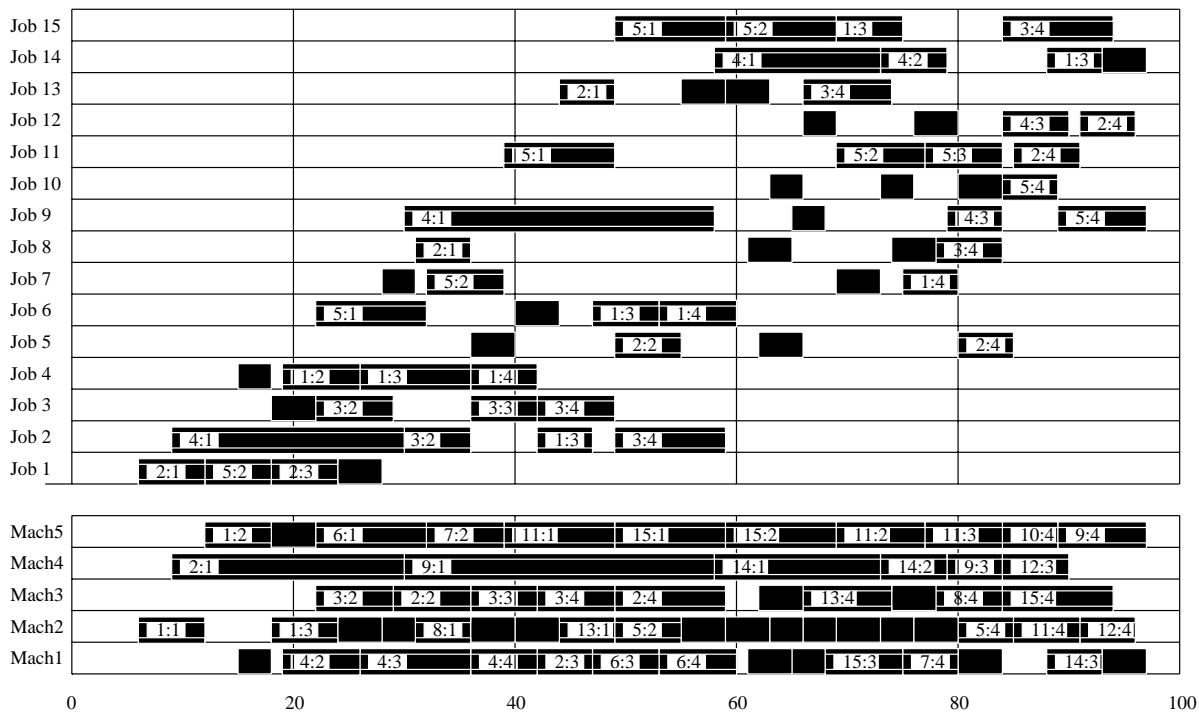 Job 15 5:1 5:2 1:3 3:4
Job 14 4:1 4:2 1:3
Job 13 2:1 3:4
Job 12 4:3 2:4
Job 11 5:1 5:2 5:3 2:4
Job 10 5:4
Job 9 4:1 4:3 5:4
Job 8 2:1 3:4
Job 7 5:2 1:4
Job 6 5:1 1:3 1:4
Job 5 2:2 2:4
Job 4 1:2 1:3 1:4
Job 3 3:2 3:3 3:4
Job 2 4:1 3:2 1:3 3:4
Job 1 2:1 5:2 2:3
Mach5 1:2 6:1 7:2 11:1 15:1 15:2 11:2 11:3 10:4 9:4
Mach4 2:1 9:1 14:1 14:2 9:3 12:3
Mach3 3:2 2:2 3:3 3:4 2:4 13:4 8:4 15:4
Mach2 1:1 1:3 8:1 13:1 5:2 5:4 11:4 12:4
Mach1 4:2 4:3 4:4 2:3 6:3 6:4 15:3 7:4 14:3
0 20 40 60 80 100